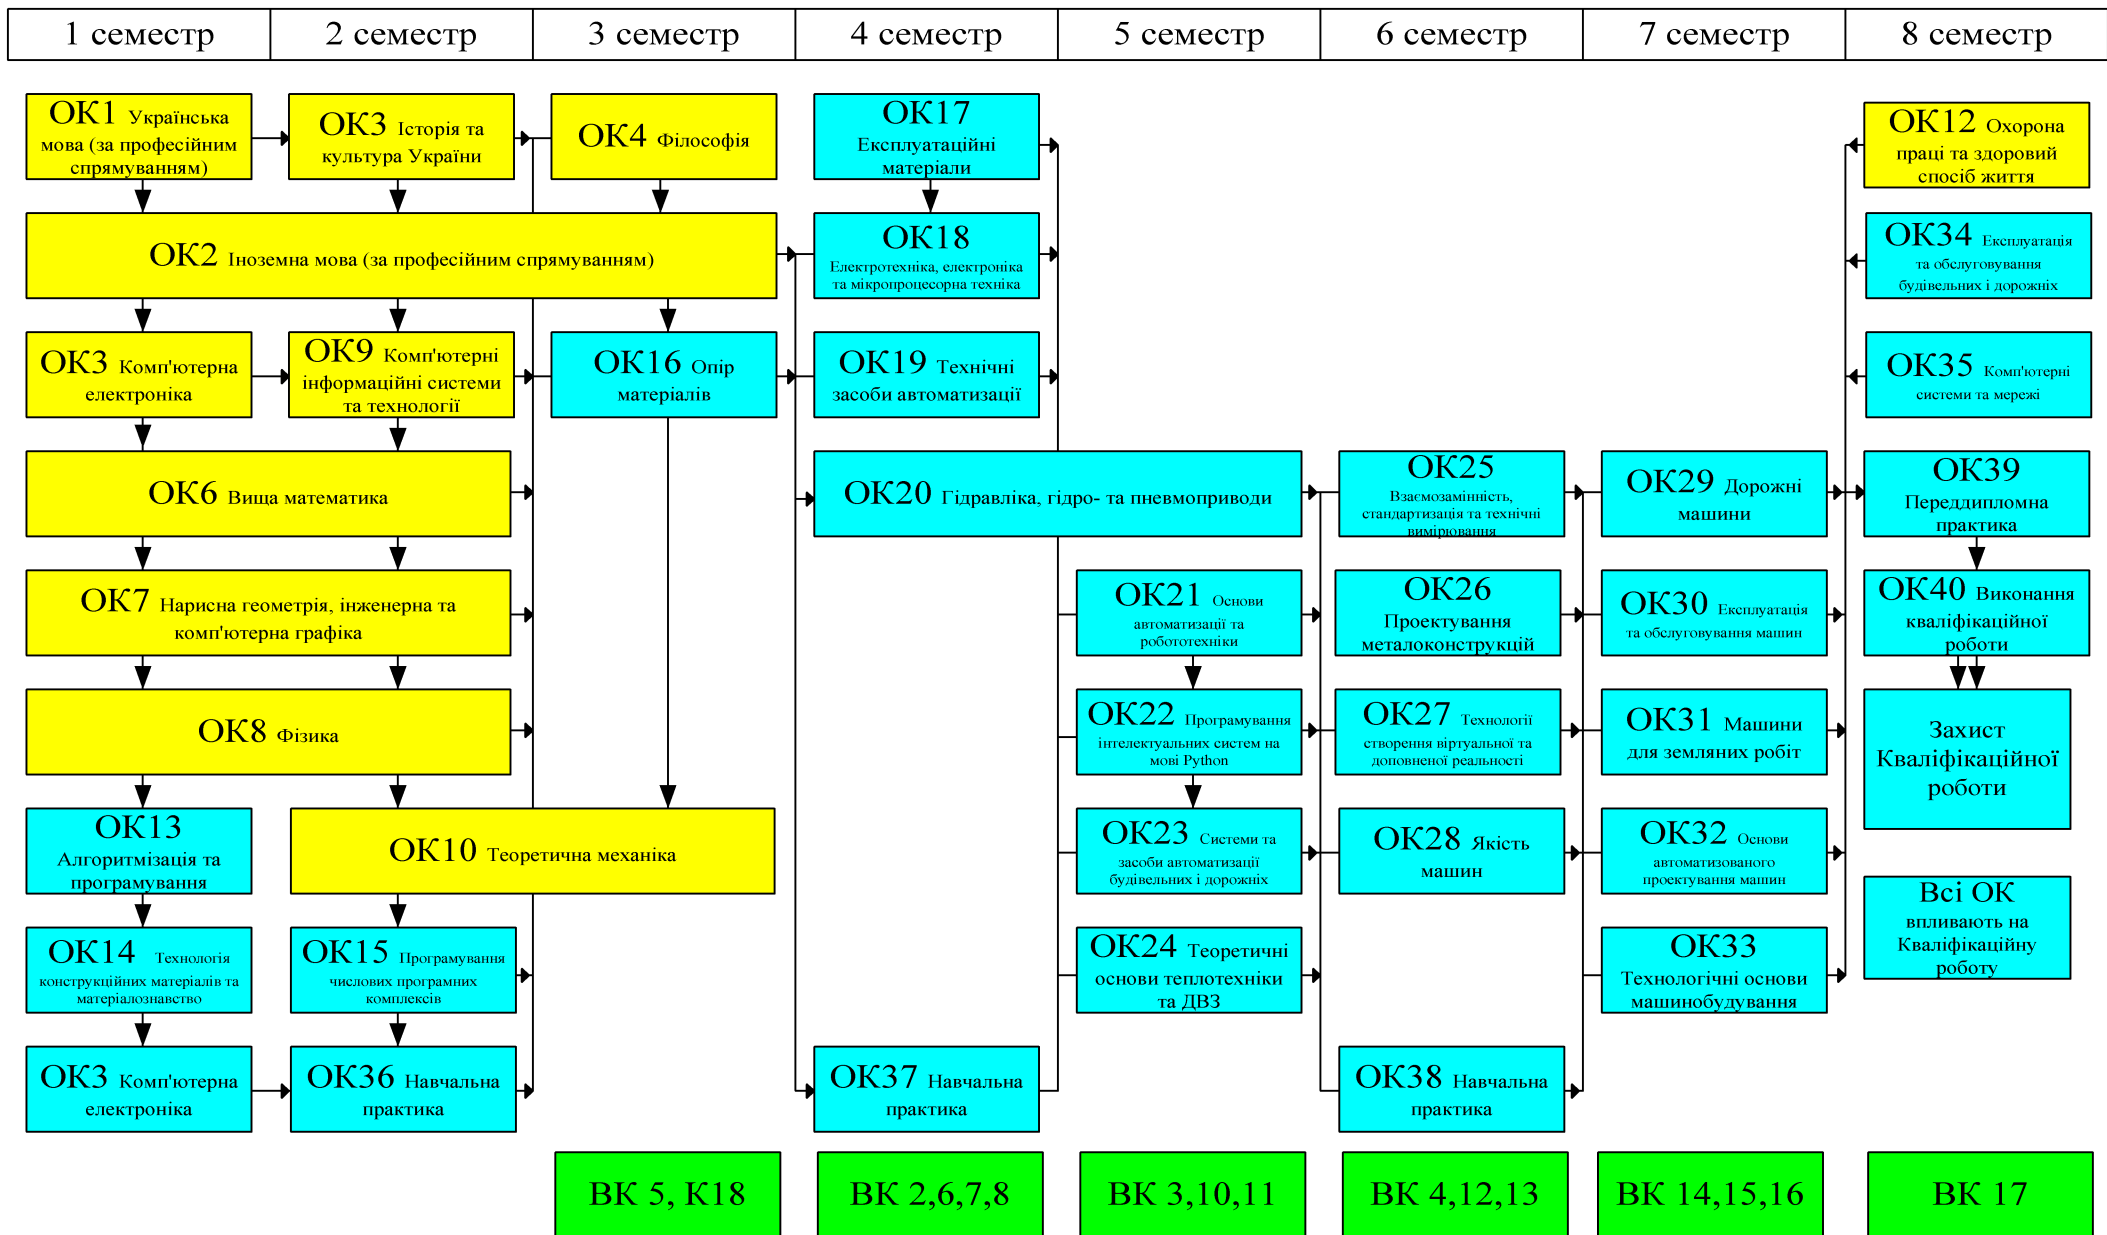 1 семестр
2 семестр
3 семестр
4 семестр
5 семестр
6 семестр
7 семестр
8 семестр
ОК1 Українська
мова (за професійним
спрямуванням)
ОК3 Історія та
культура України
ОК4 Філософія
ОК17
Експлуатаційні
матеріали
ОК12 Охорона
праці та здоровий
спосіб життя
ОК2 Іноземна мова (за професійним спрямуванням)
ОК18
Електротехніка, електроніка
та мікропроцесорна техніка
ОК34 Експлуатація
та обслуговування
будівельних і дорожніх
ОК3 Комп'ютерна
електроніка
ОК9 Комп'ютерні
інформаційні системи
та технології
ОК16 Опір
матеріалів
ОК19 Технічні
засоби автоматизації
ОК35 Комп'ютерні
системи та мережі
ОК6 Вища математика
ОК20 Гідравліка, гідро- та пневмоприводи
ОК25
Взаємозамінність,
стандартизація та технічні
вимірювання
ОК29 Дорожні
машини
ОК39
Переддипломна
практика
ОК7 Нарисна геометрія, інженерна та
комп'ютерна графіка
ОК21 Основи
автоматизації та
робототехніки
ОК26
Проектування
металоконструкцій
ОК30 Експлуатація
та обслуговування машин
ОК40 Виконання
кваліфікаційної
роботи
ОК8 Фізика
ОК22 Програмування
інтелектуальних систем на
мові Python
ОК27 Технології
створення віртуальної та
доповненої реальності
ОК31 Машини
для земляних робіт
Захист
Кваліфікаційної
роботи
ОК13
Алгоритмізація та
програмування
ОК10 Теоретична механіка
ОК23 Системи та
засоби автоматизації
будівельних і дорожніх
ОК28 Якість
машин
ОК32 Основи
автоматизованого
проектування машин
Всі ОК
впливають на
Кваліфікаційну
роботу
ОК14 Технологія
конструкційних матеріалів та
матеріалознавство
ОК15 Програмування
числових програмних
комплексів
ОК24 Теоретичні
основи теплотехніки
та ДВЗ
ОК33
Технологічні основи
машинобудування
ОК3 Комп'ютерна
електроніка
ОК36 Навчальна
практика
ОК37 Навчальна
практика
ОК38 Навчальна
практика
ВК 5, К18
ВК 2,6,7,8
ВК 3,10,11
ВК 4,12,13
ВК 14,15,16
ВК 17